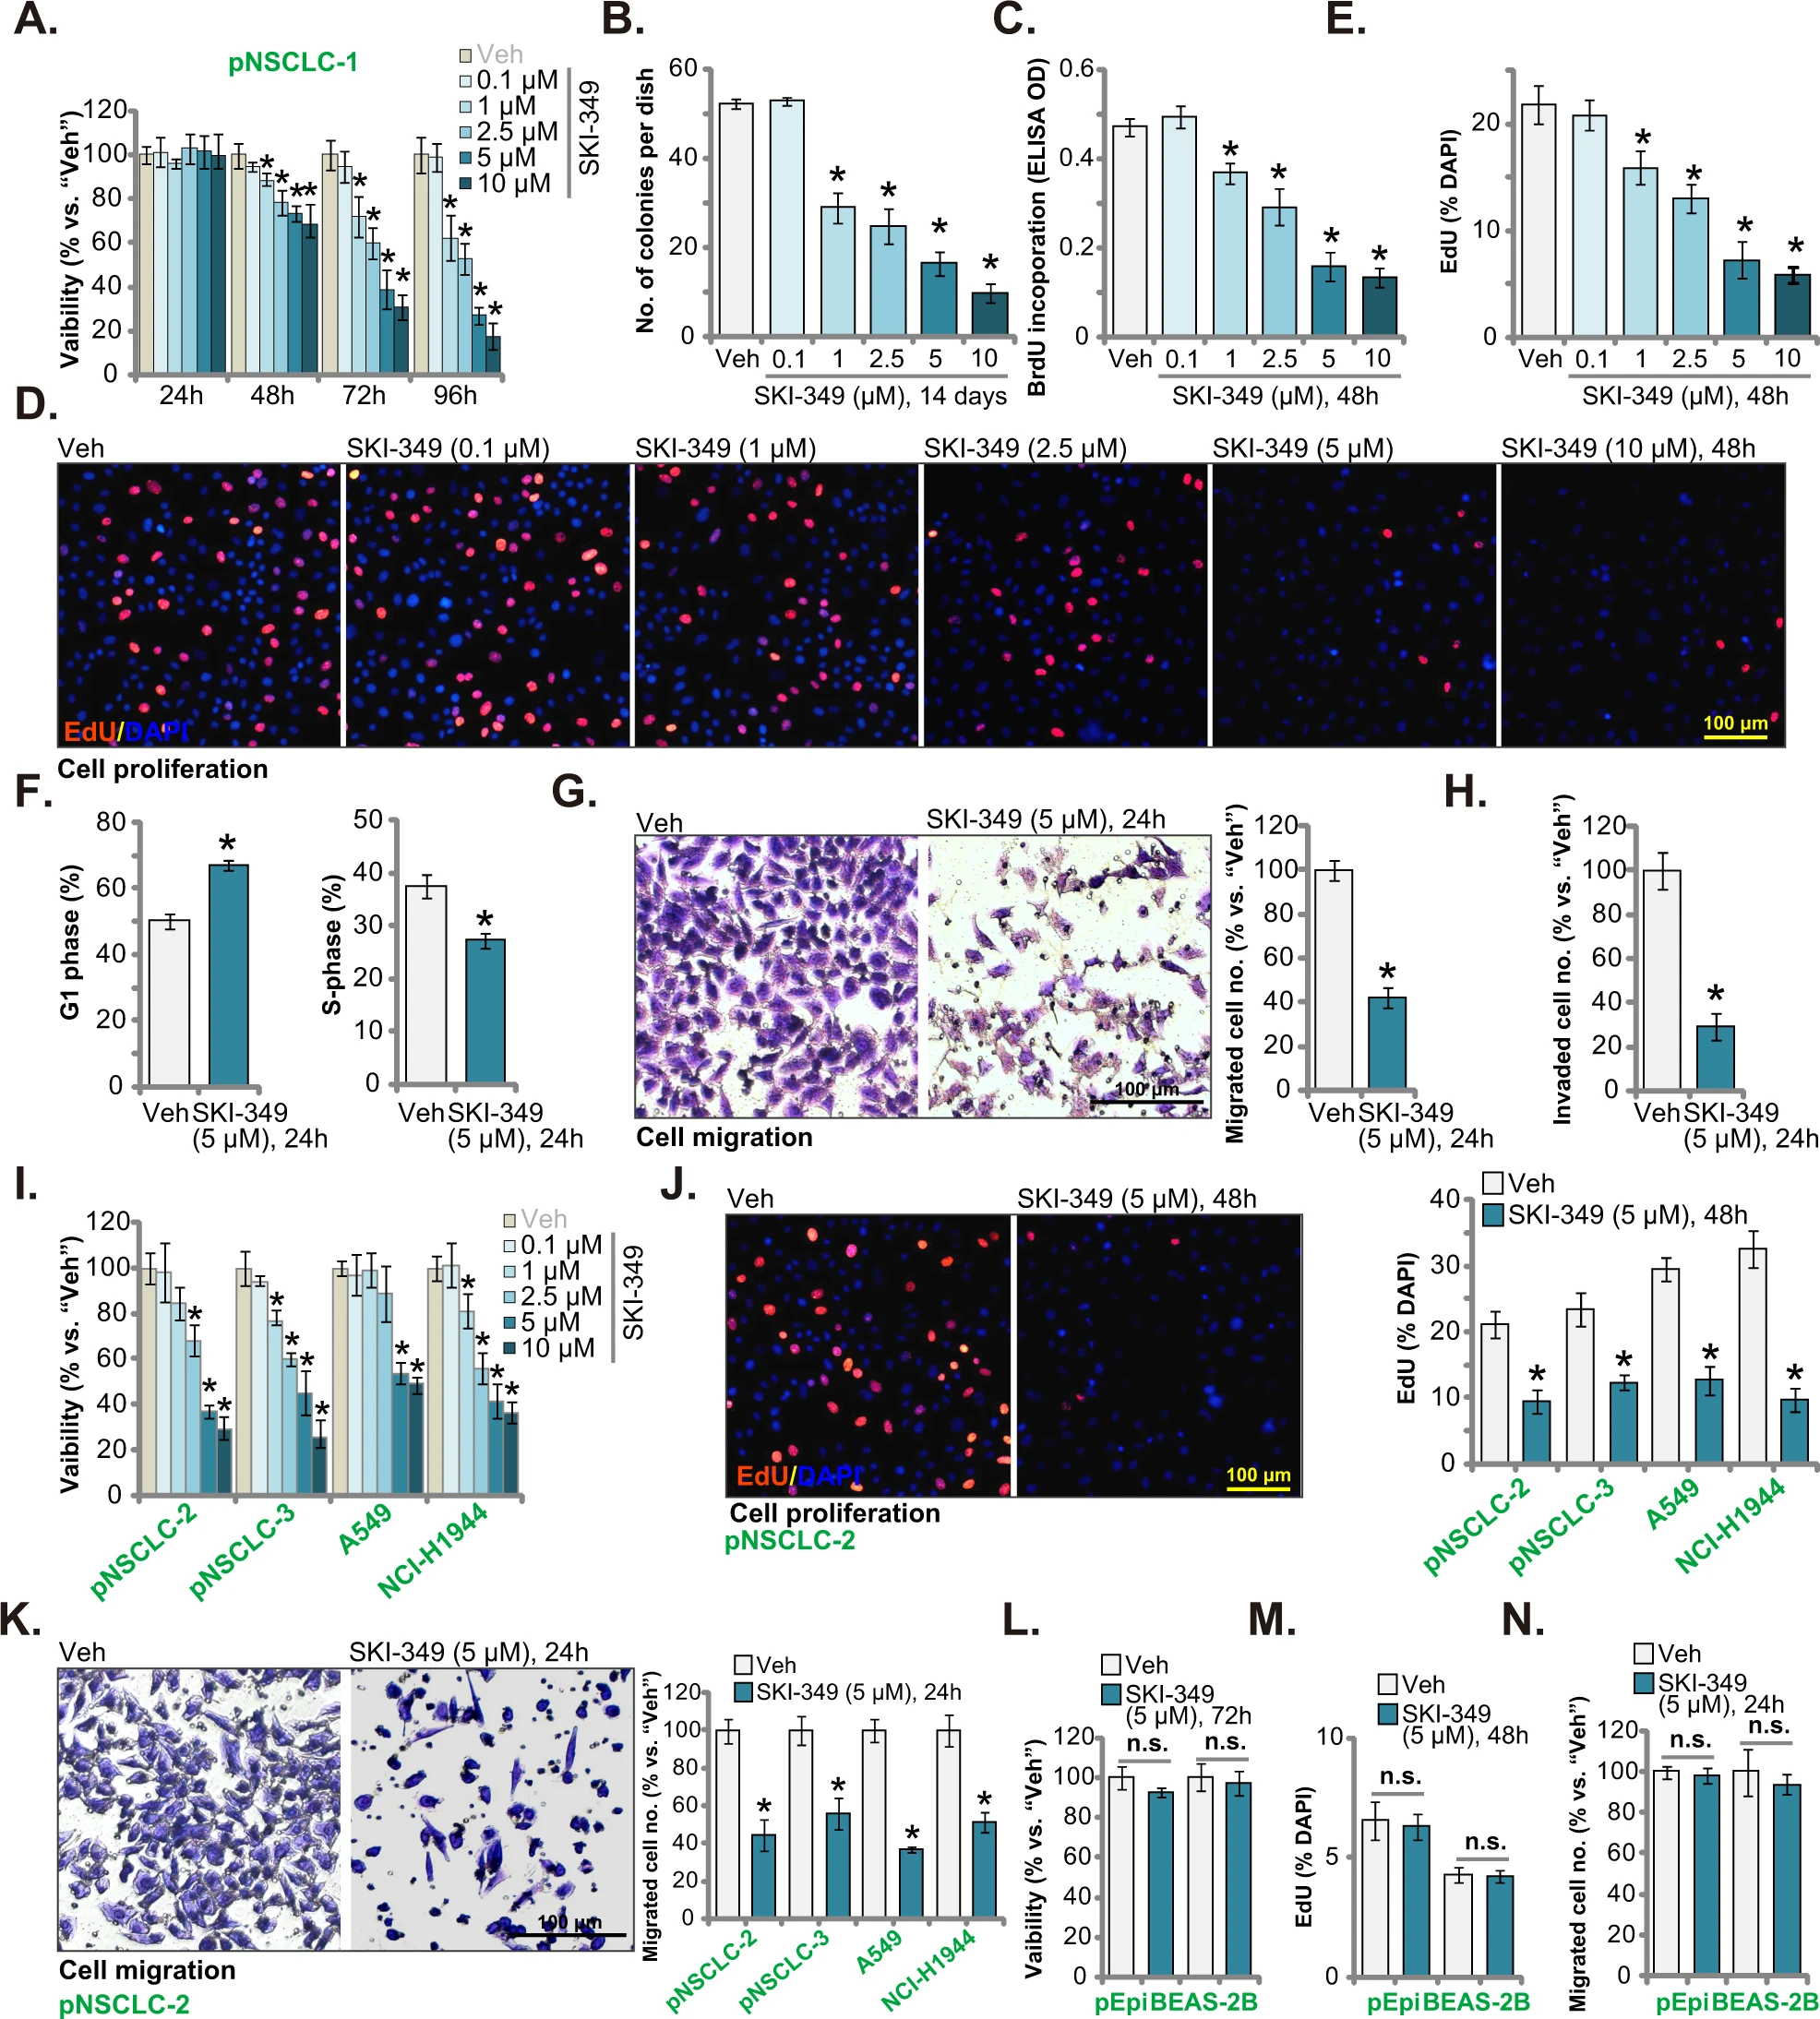 A.
pNSCLC-1
Vaibility (% vs. “Veh”)
120
100
80
60
40
20
0
24h 48h 72h 96h
Veh
0.1 µM
1 µM
2.5 µM
5 µM
10 µM
SKI-349
* * * *
* * * *
* * * *
B.
No. of colonies per dish
60
40
20
0
* * * *
Veh 0.1 1 2.5 5 10
SKI-349 (µM), 14 days
C.
BrdU incoporation (ELISA OD)
0.6
0.4
0.2
0
* * * *
Veh 0.1 1 2.5 5 10
SKI-349 (µM), 48h
E.
EdU (% DAPI)
20
10
0
* * * *
Veh 0.1 1 2.5 5 10
SKI-349 (µM), 48h
D.
Veh SKI-349 (0.1 µM) SKI-349 (1 µM) SKI-349 (2.5 µM) SKI-349 (5 µM) SKI-349 (10 µM), 48h
EdU/DAPI
100 µm
Cell proliferation
F.
G1 phase (%)
80
60
40
20
0
*
Veh SKI-349
(5 µM), 24h
S-phase (%)
50
40
30
20
10
0
*
Veh SKI-349
(5 µM), 24h
G.
Veh SKI-349 (5 µM), 24h
100 µm
Cell migration
Migrated cell no. (% vs. “Veh”)
120
100
80
60
40
20
0
*
Veh SKI-349
(5 µM), 24h
H.
Invaded cell no. (% vs. “Veh”)
120
100
80
60
40
20
0
*
Veh SKI-349
(5 µM), 24h
I.
Vaibility (% vs. “Veh”)
120
100
80
60
40
20
0
Veh
0.1 µM
1 µM
2.5 µM
5 µM
10 µM
SKI-349
* * *
* * * *
* *
* * * *
pNSCLC-2 pNSCLC-3 A549 NCI-H1944
J.
Veh SKI-349 (5 µM), 48h
EdU/DAPI
100 µm
Cell proliferation
pNSCLC-2
Veh
SKI-349 (5 µM), 48h
EdU (% DAPI)
40
30
20
10
0
* * * *
pNSCLC-2 pNSCLC-3 A549 NCI-H1944
K.
Veh SKI-349 (5 µM), 24h
100 µm
Cell migration
pNSCLC-2
Veh
SKI-349 (5 µM), 24h
Migrated cell no. (% vs. “Veh”)
120
100
80
60
40
20
0
* * * *
pNSCLC-2 pNSCLC-3 A549 NCI-H1944
L.
Veh
SKI-349
(5 µM), 72h
Vaibility (% vs. “Veh”)
120
100
80
60
40
20
0
n.s. n.s.
pEpi BEAS-2B
M.
Veh
SKI-349
(5 µM), 48h
EdU (% DAPI)
10
5
0
n.s. n.s.
pEpi BEAS-2B
N.
Veh
SKI-349
(5 µM), 24h
Migrated cell no. (% vs. “Veh”)
120
100
80
60
40
20
0
n.s. n.s.
pEpi BEAS-2B